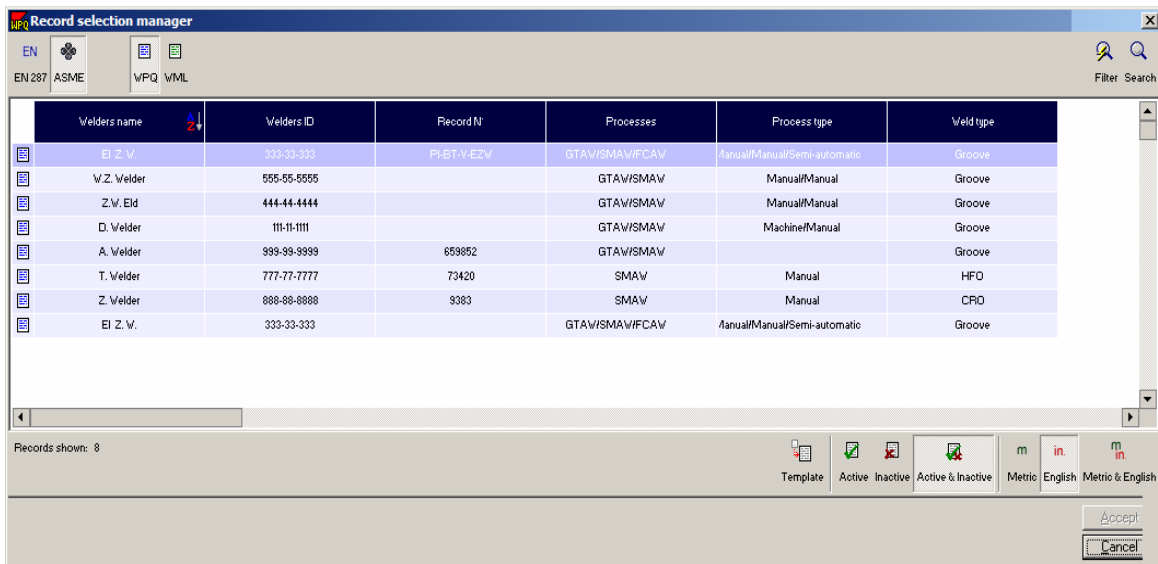 WPQ Record selection manager
EN
EN 287 ASME WPQ WML Filter Search
Welders name Welders ID Record N° Processes Process type Weld type
El Z. W. 333-33-333 PI-BT-V-EZW GTAW/SMAW/FCAW Manual/Manual/Semi-automatic Groove
W.Z. Welder 555-55-5555 GTAW/SMAW Manual/Manual Groove
Z.W. Eld 444-44-4444 GTAW/SMAW Manual/Manual Groove
D. Welder 111-11-1111 GTAW/SMAW Machine/Manual Groove
A. Welder 999-99-9999 659852 GTAW/SMAW Groove
T. Welder 777-77-7777 73420 SMAW Manual HFO
Z. Welder 888-88-8888 9383 SMAW Manual CRO
El Z. W. 333-33-333 GTAW/SMAW/FCAW Manual/Manual/Semi-automatic Groove
Records shown: 8
m in. m in.
Template Active Inactive Active & Inactive Metric English Metric & English
Accept
Cancel